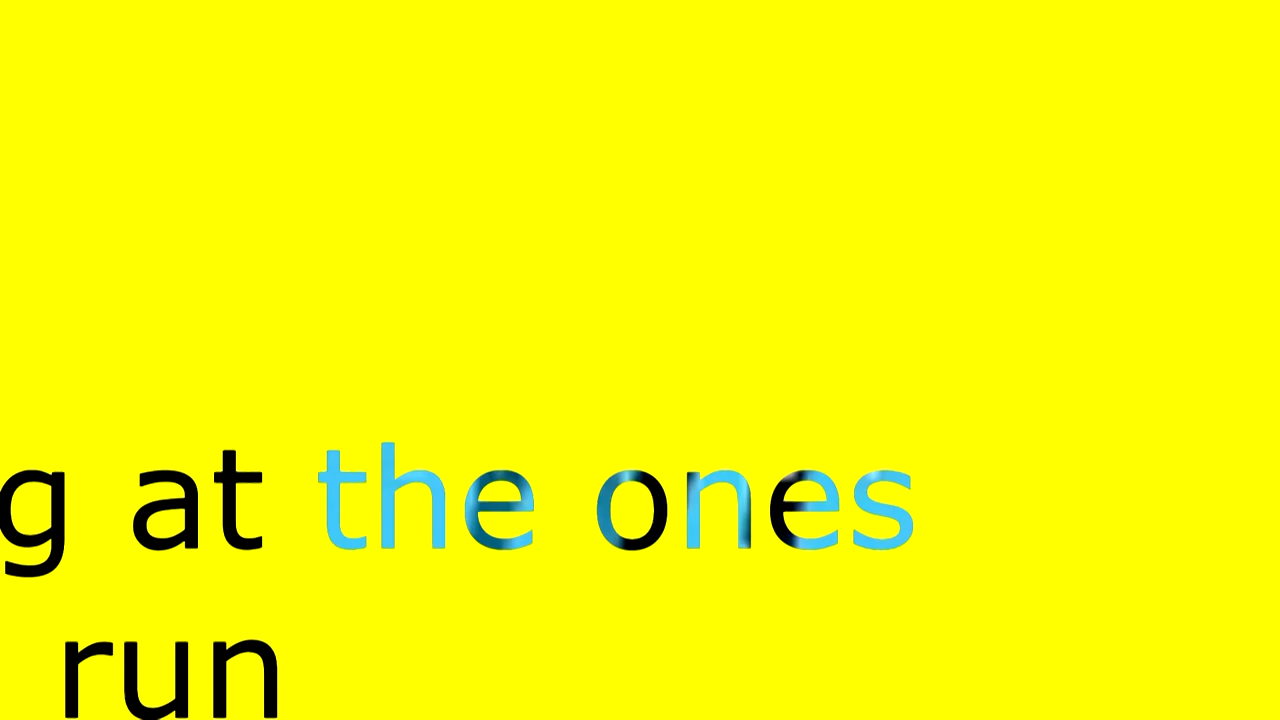 g at the ones
run